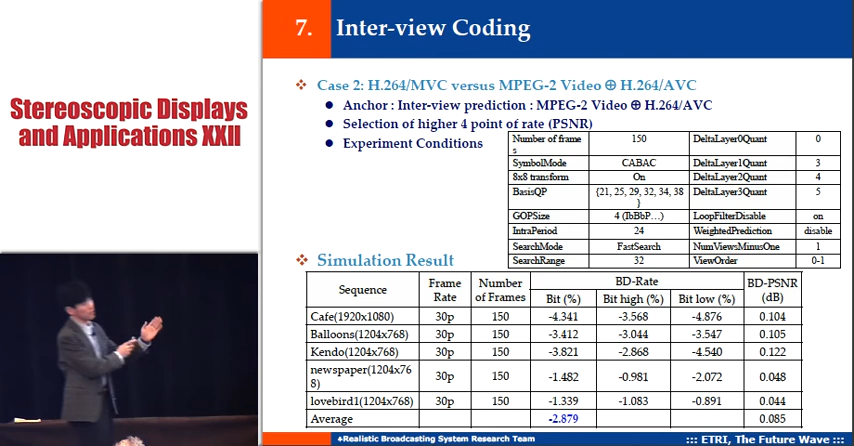 Stereoscopic Displays
and Applications XXII
7. Inter-view Coding
❖ Case 2: H.264/MVC versus MPEG-2 Video ⊕ H.264/AVC
● Anchor : Inter-view prediction : MPEG-2 Video ⊕ H.264/AVC
● Selection of higher 4 point of rate (PSNR)
● Experiment Conditions
Number of frame
s 150 DeltaLayer0Quant 0
SymbolMode CABAC DeltaLayer1Quant 3
8x8 transform On DeltaLayer2Quant 4
BasisQP {21, 25, 29, 32, 34, 38
} DeltaLayer3Quant 5
GOPSize 4 (IbBbP…) LoopFilterDisable on
IntraPeriod 24 WeightedPrediction disable
SearchMode FastSearch NumViewsMinusOne 1
SearchRange 32 ViewOrder 0-1
❖ Simulation Result
Sequence Frame Rate Number of Frames BD-Rate BD-PSNR (dB)
Bit (%) Bit high (%) Bit low (%)
Cafe(1920x1080) 30p 150 -4.341 -3.568 -4.876 0.104
Balloons(1204x768) 30p 150 -3.412 -3.044 -3.547 0.105
Kendo(1204x768) 30p 150 -3.821 -2.868 -4.540 0.122
newspaper(1204x76
8) 30p 150 -1.482 -0.981 -2.072 0.048
lovebird1(1204x768) 30p 150 -1.339 -1.083 -0.891 0.044
Average -2.879 0.085
♠Realistic Broadcasting System Research Team
::: ETRI, The Future Wave :::